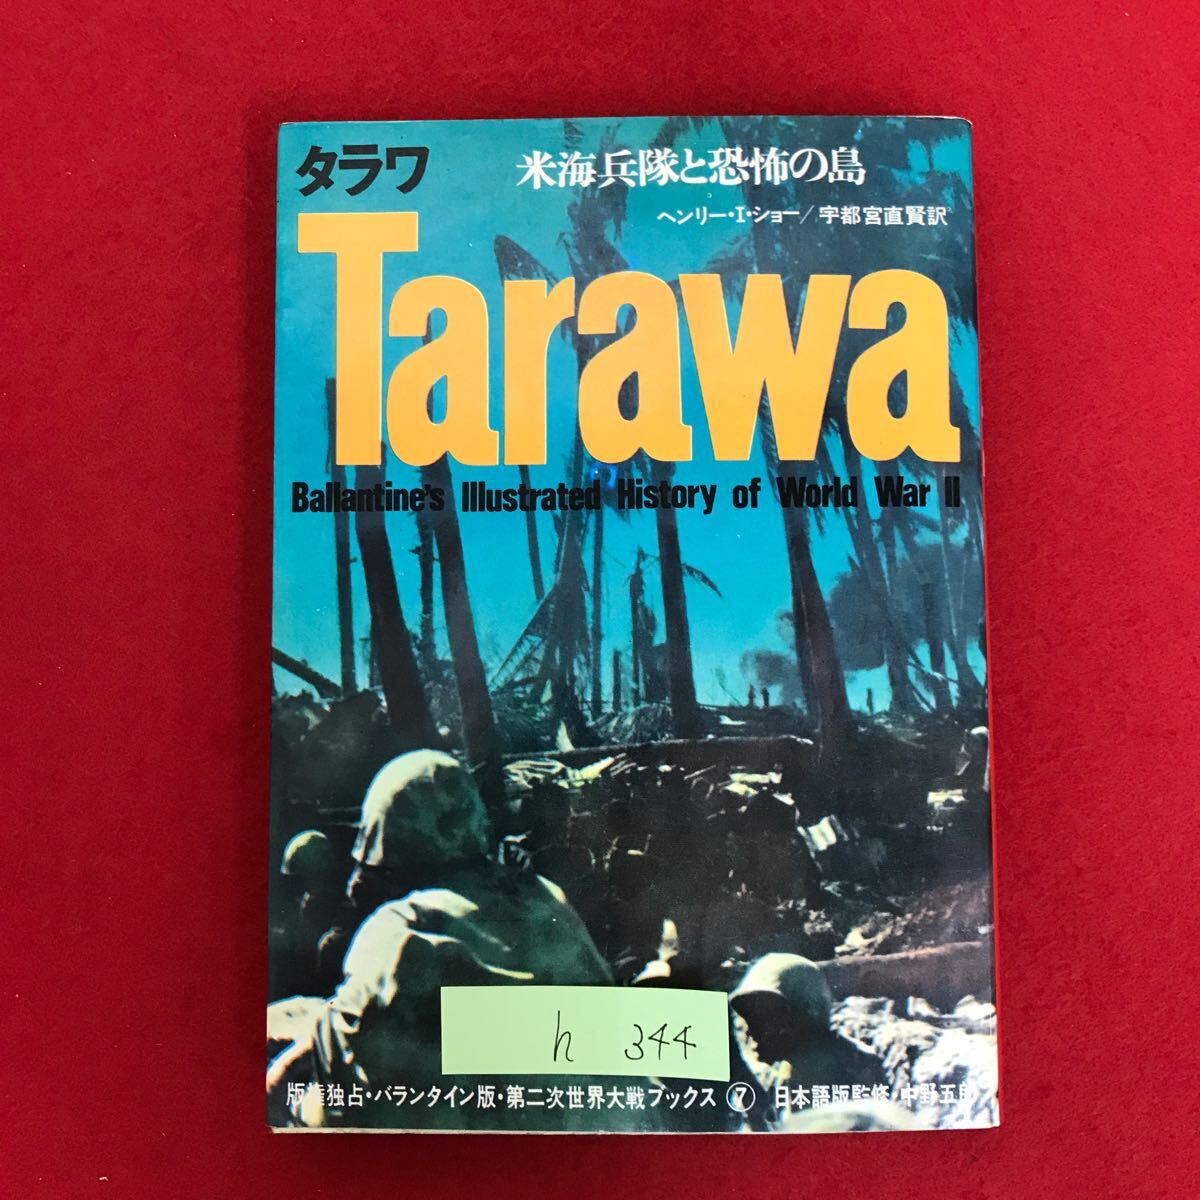 タラワ
米海兵隊と恐怖の島
ヘンリー・I・ショー/宇都宮直賢訳
Tarawa
Ballantine's Illustrated History of World War II
h 344
版権独占・バランタイン版・第二次世界大戦ブックス ⑦ 日本語版監修・中野五郎